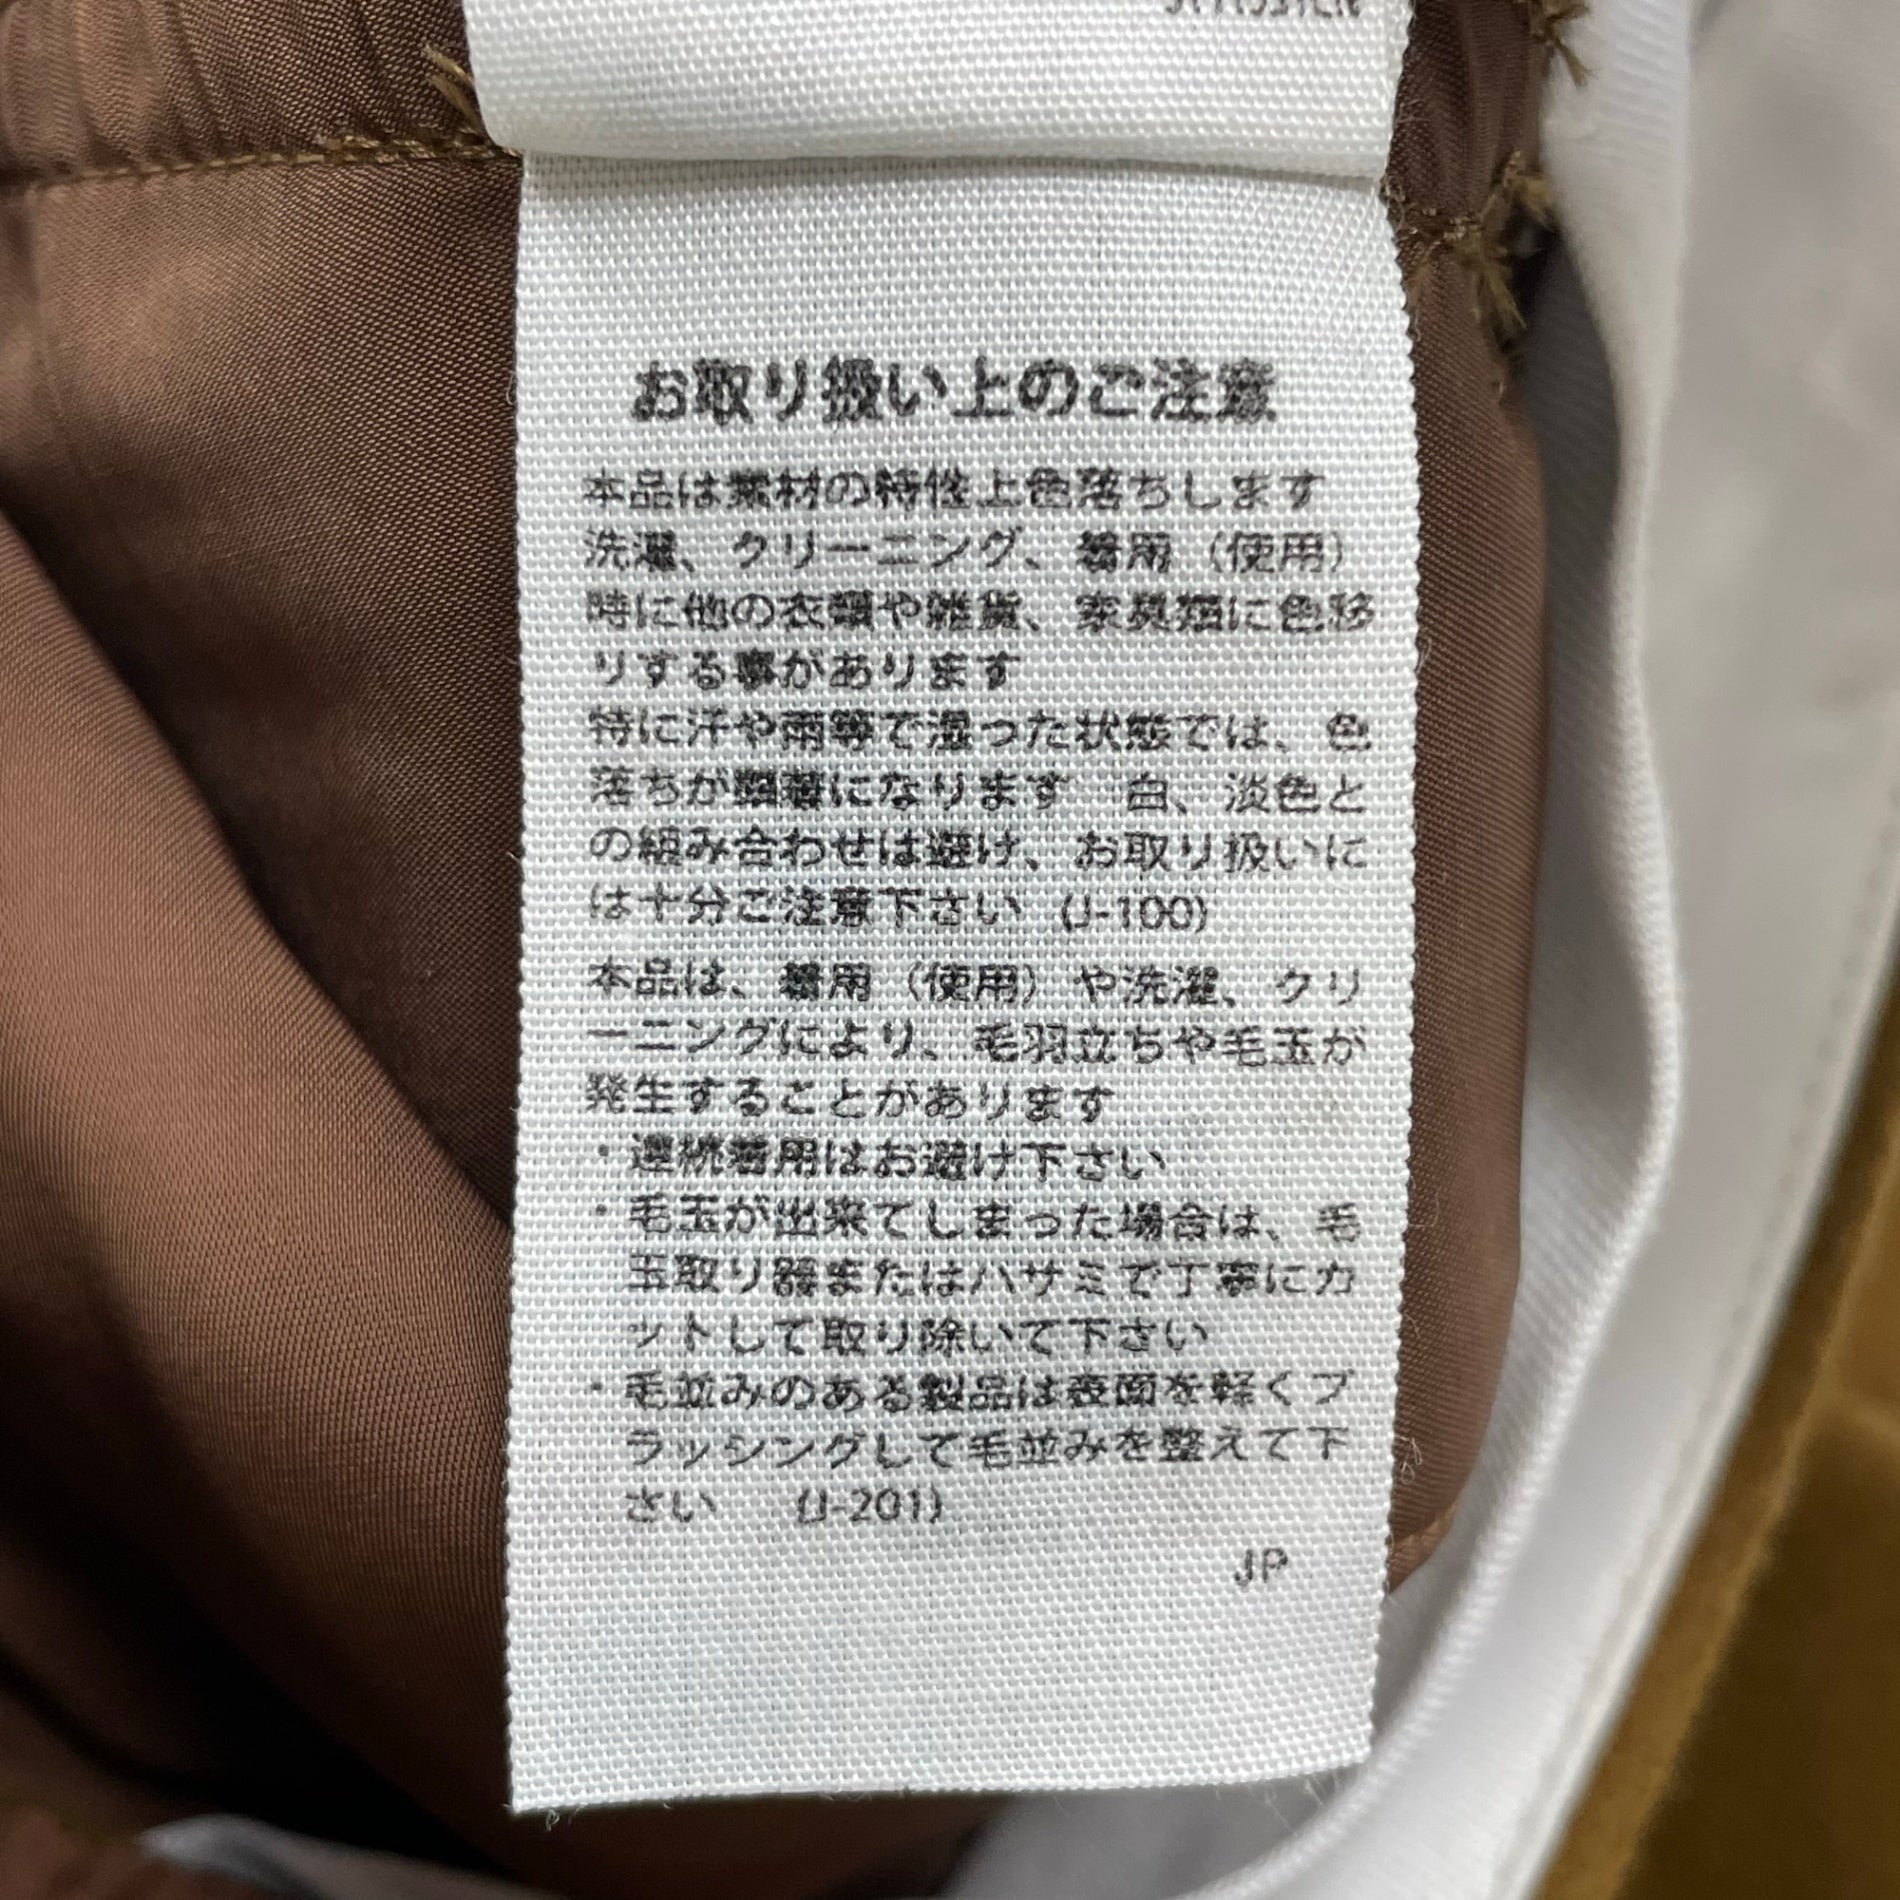 お取り扱い上のご注意
本品は素材の特性上色落ちします
洗濯、クリーニング、着用（使用）
時に他の衣類や雑貨、家具類に色移
りする事があります
特に汗や雨等で湿った状態では、色
落ちが顕著になります　白、淡色と
の組み合わせは避け、お取り扱いに
は十分ご注意下さい (J-100)
本品は、着用（使用）や洗濯、クリ
ーニングにより、毛羽立ちや毛玉が
発生することがあります
・連続着用はお避け下さい
・毛玉が出来てしまった場合は、毛
玉取り器またはハサミで丁寧にカ
ットして取り除いて下さい
・毛並みのある製品は表面を軽くブ
ラッシングして毛並みを整えて下
さい (J-201)
JP